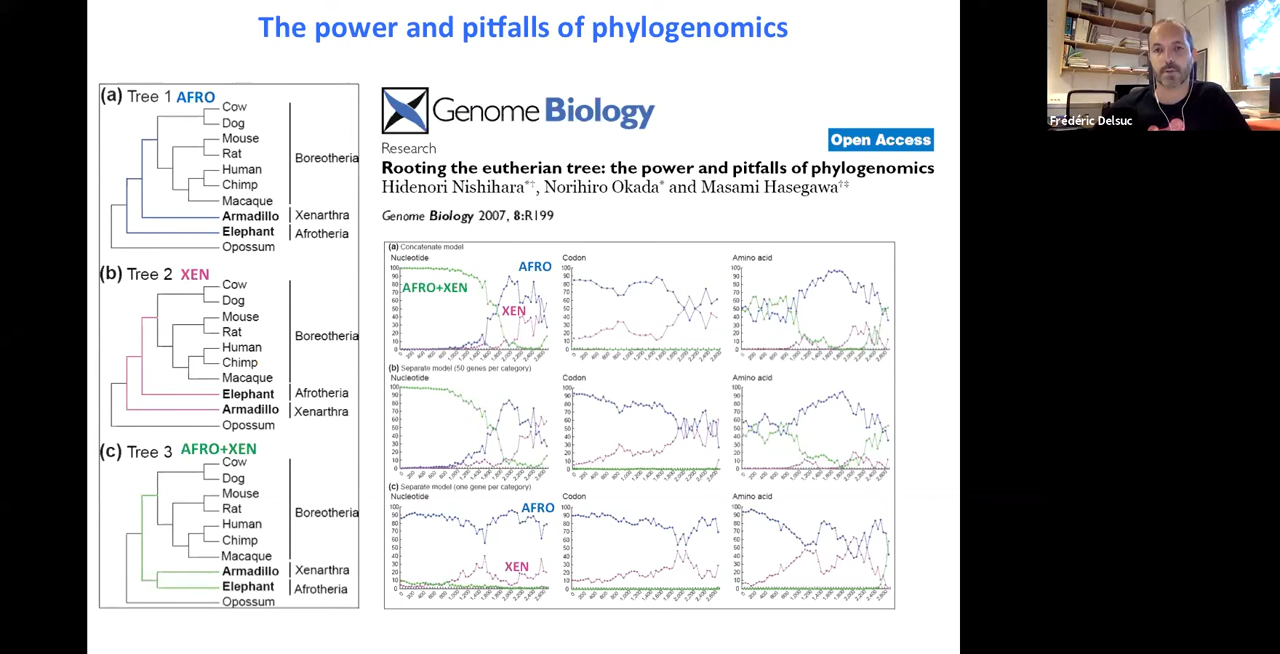 The power and pitfalls of phylogenomics
(a) Tree 1 AFRO
Cow
Dog
Mouse
Rat
Human
Chimp
Macaque
Armadillo
Elephant
Opossum
Boreotheria
Xenarthra
Afrotheria
(b) Tree 2 XEN
Cow
Dog
Mouse
Rat
Human
Chimp
Macaque
Elephant
Armadillo
Opossum
Boreotheria
Afrotheria
Xenarthra
(c) Tree 3 AFRO+XEN
Cow
Dog
Mouse
Rat
Human
Chimp
Macaque
Armadillo
Elephant
Opossum
Boreotheria
Xenarthra
Afrotheria
Genome Biology
Open Access
Research
Rooting the eutherian tree: the power and pitfalls of phylogenomics
Hidenori Nishihara*†, Norihiro Okada* and Masami Hasegawa†‡
Genome Biology 2007, 8:R199
(a) Concatenate model
Nucleotide
Codon
Amino acid
AFRO
AFRO+XEN
XEN
(b) Separate model (50 genes per category)
Nucleotide
Codon
Amino acid
(c) Separate model (one gene per category)
Nucleotide
Codon
Amino acid
AFRO
XEN
Frédéric Delsuc